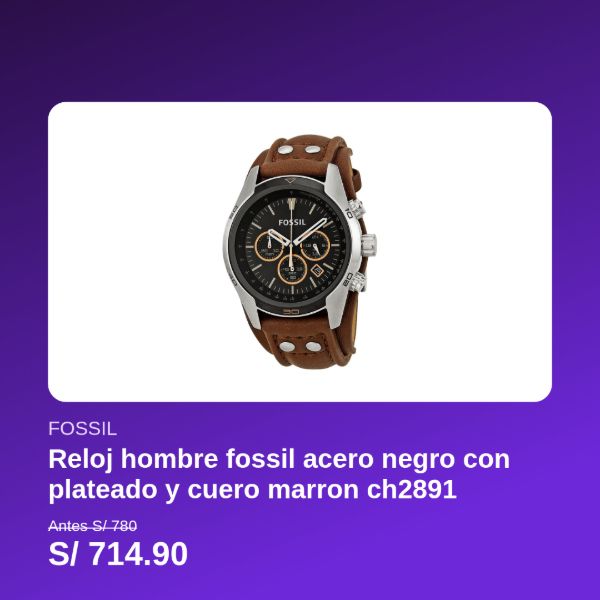 FOSSIL
FOSSIL
Reloj hombre fossil acero negro con
plateado y cuero marron ch2891
Antes S/ 780
S/ 714.90